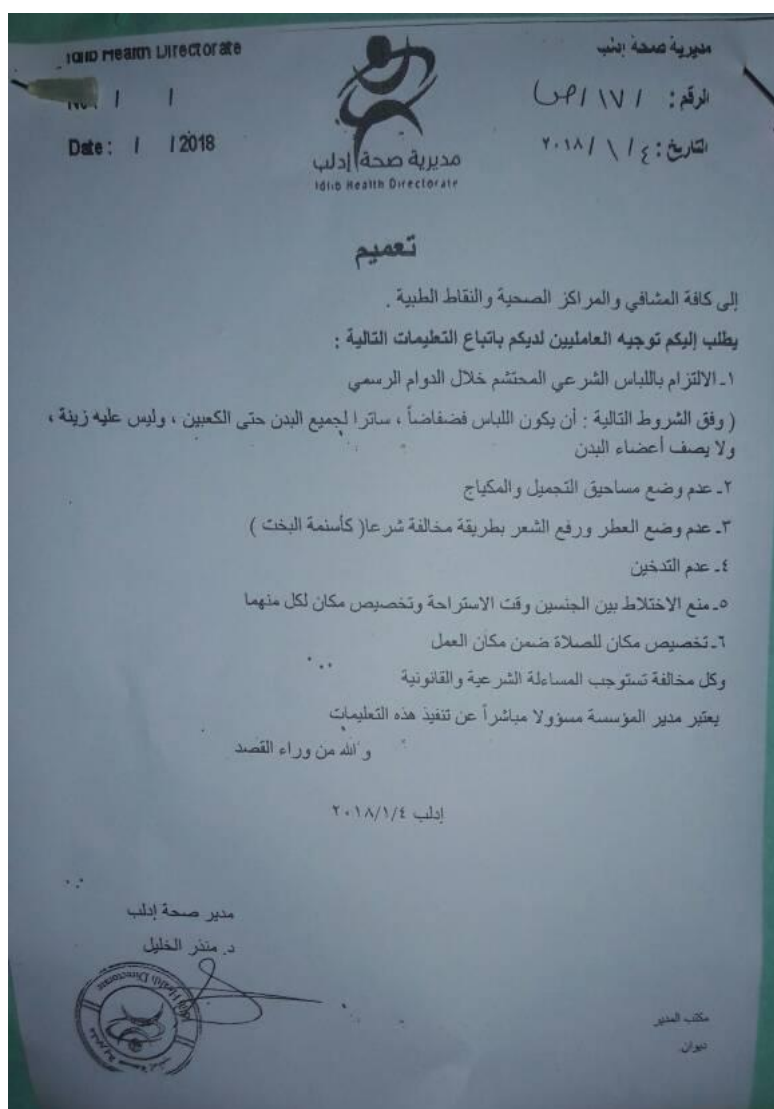 Idlib Health Directorate
مديرية صحة إدلب
No : / /
الرقم : / ١٧ / ص
Date : / / 2018
التاريخ : ٤ / ١ / ٢٠١٨
مديرية صحة إدلب
Idlib Health Directorate
تعميم
إلى كافة المشافي والمراكز الصحية والنقاط الطبية .
يطلب إليكم توجيه العامليين لديكم باتباع التعليمات التالية :
١- الالتزام باللباس الشرعي المحتشم خلال الدوام الرسمي
( وفق الشروط التالية : أن يكون اللباس فضفاضاً ، ساترا لجميع البدن حتى الكعبين ، وليس عليه زينة ،
ولا يصف أعضاء البدن
٢- عدم وضع مساحيق التجميل والمكياج
٣- عدم وضع العطر ورفع الشعر بطريقة مخالفة شرعا( كأسنمة البخت )
٤- عدم التدخين
٥- منع الاختلاط بين الجنسين وقت الاستراحة وتخصيص مكان لكل منهما
٦- تخصيص مكان للصلاة ضمن مكان العمل
وكل مخالفة تستوجب المساءلة الشرعية والقانونية
يعتبر مدير المؤسسة مسؤولا مباشراً عن تنفيذ هذه التعليمات
والله من وراء القصد
إدلب ٢٠١٨/١/٤
مدير صحة إدلب
د. منذر الخليل
Idlib Health Directorate
مكتب المدير
ديوان